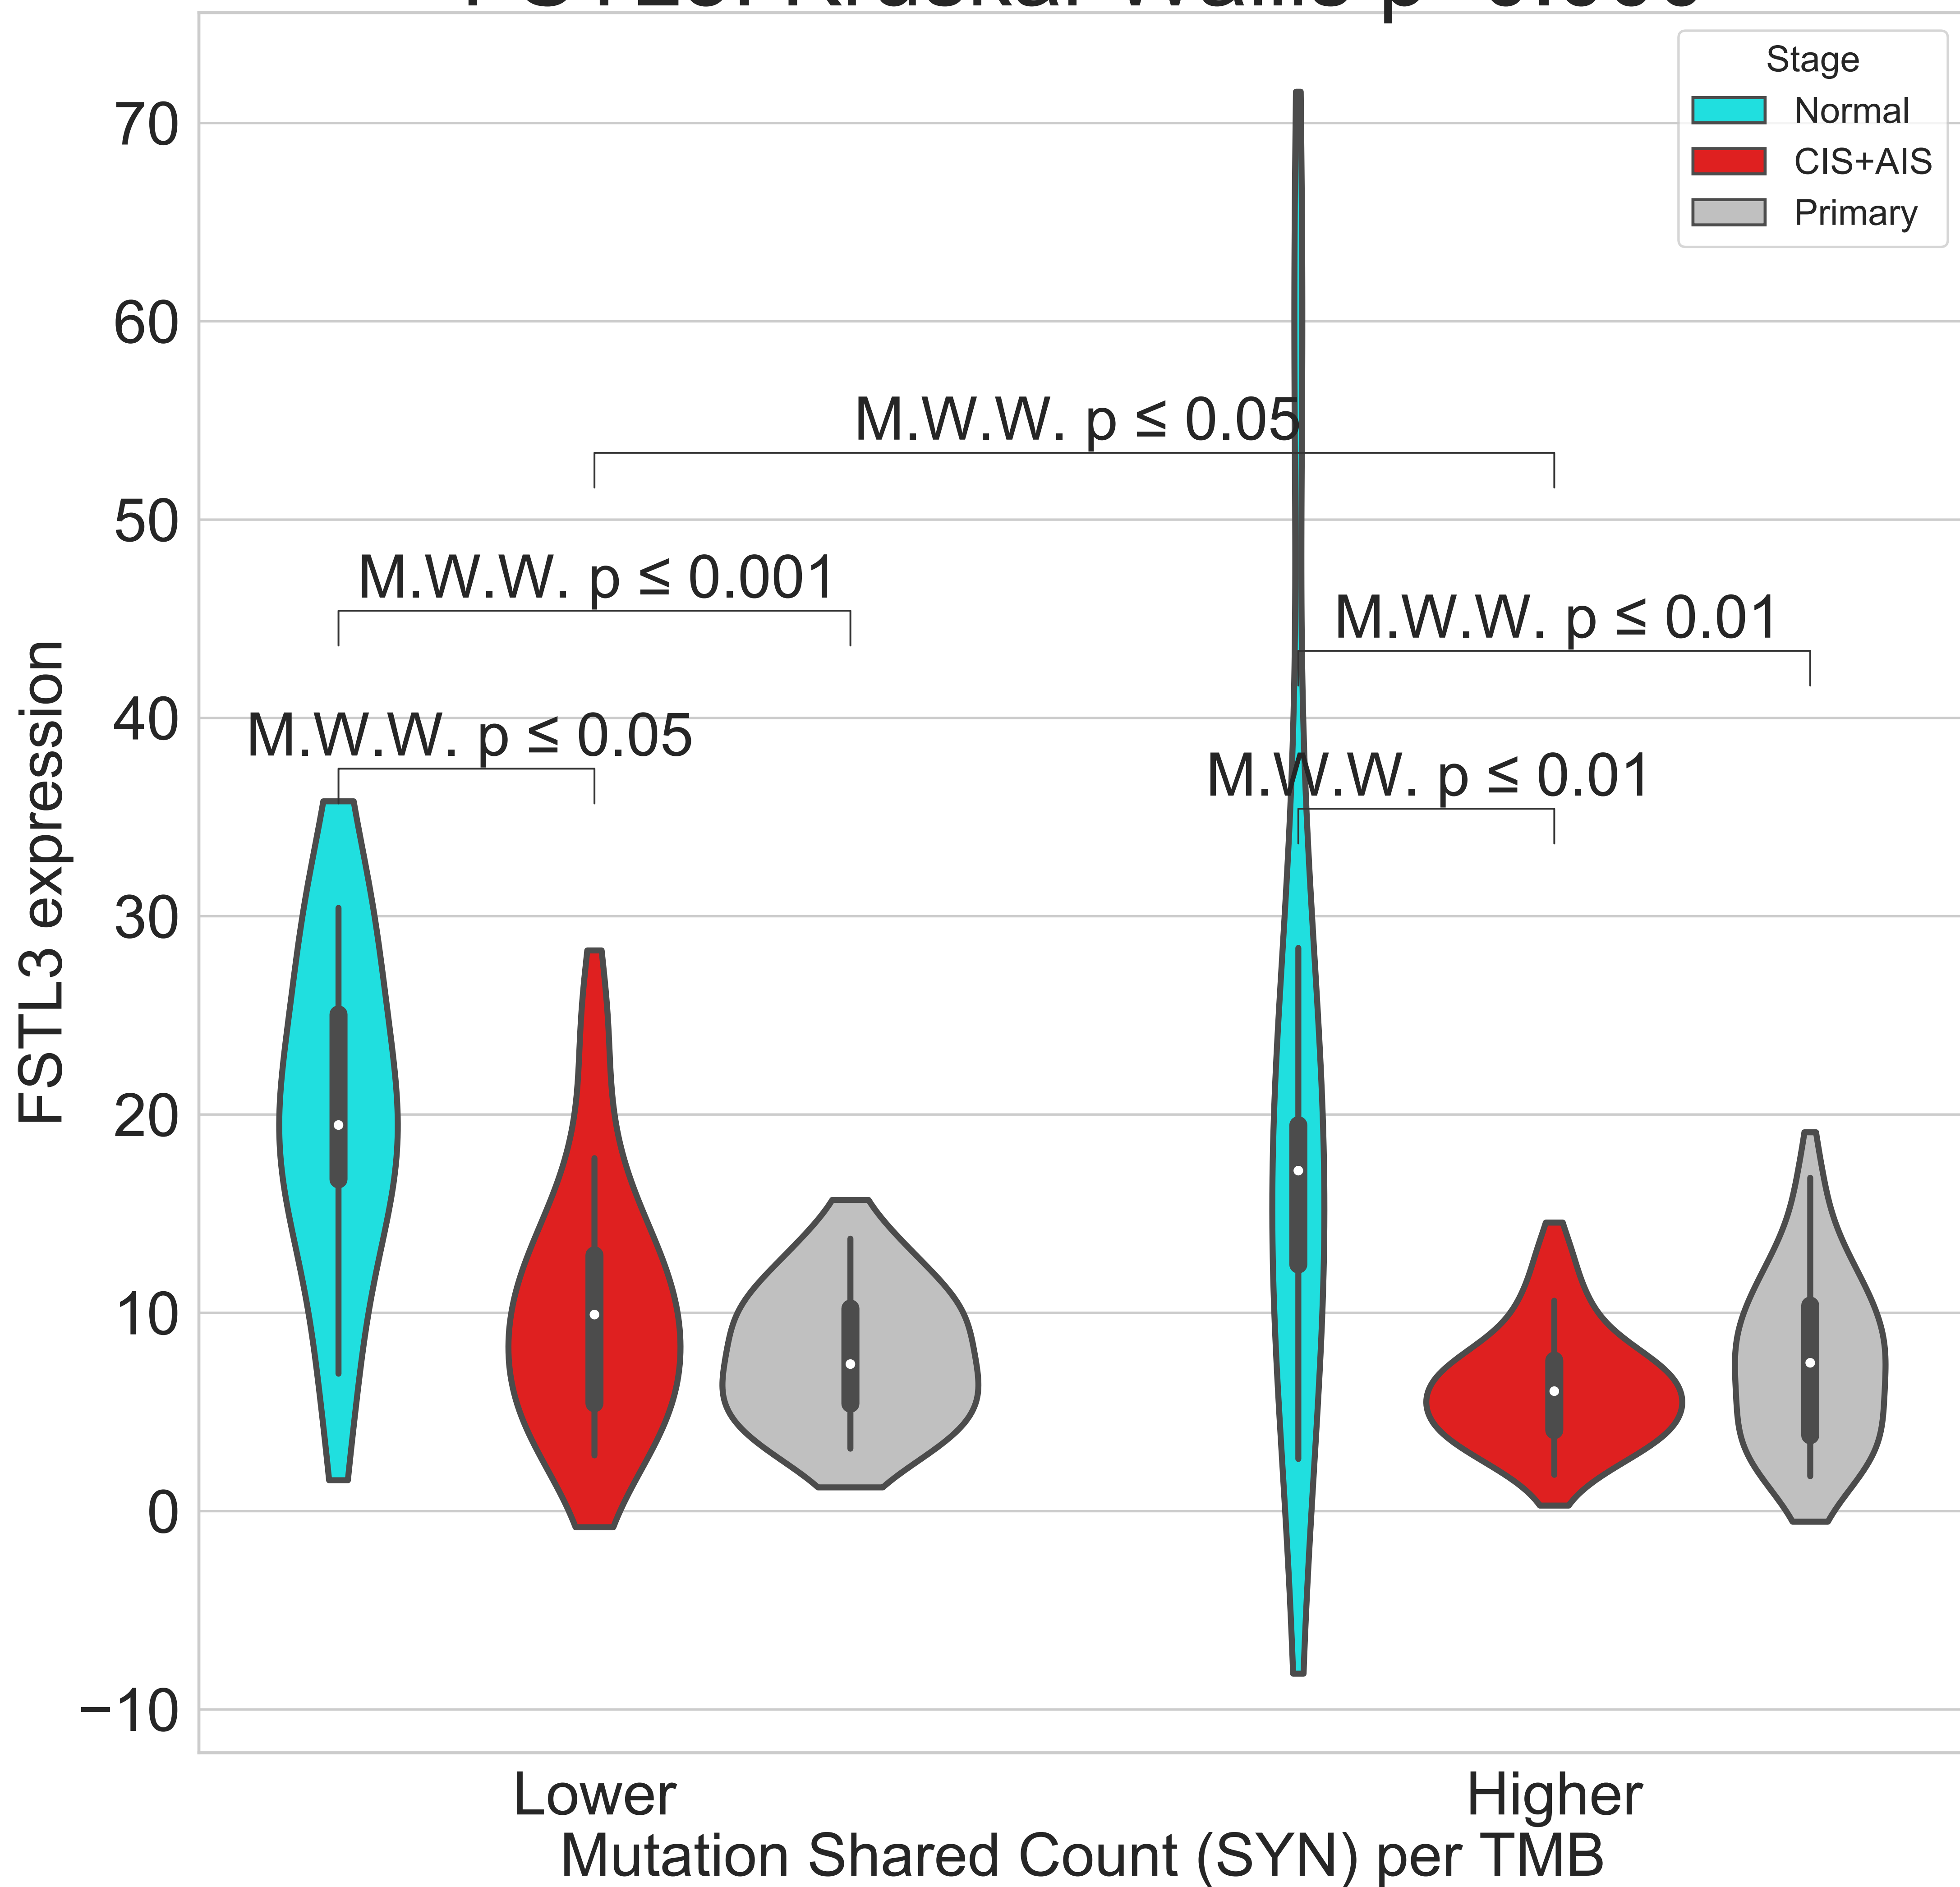 Stage
Normal
CIS+AIS
Primary
70
60
50
40
30
20
10
0
−10
FSTL3 expression
M.W.W. p ≤ 0.05
M.W.W. p ≤ 0.001
M.W.W. p ≤ 0.01
M.W.W. p ≤ 0.05
M.W.W. p ≤ 0.01
Lower
Higher
Mutation Shared Count (SYN) per TMB